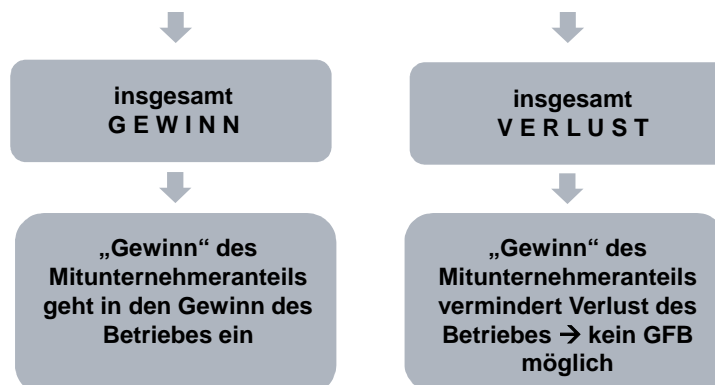 insgesamt
G E W I N N
insgesamt
V E R L U S T
„Gewinn“ des
Mitunternehmeranteils
geht in den Gewinn des
Betriebes ein
„Gewinn“ des
Mitunternehmeranteils
vermindert Verlust des
Betriebes → kein GFB
möglich